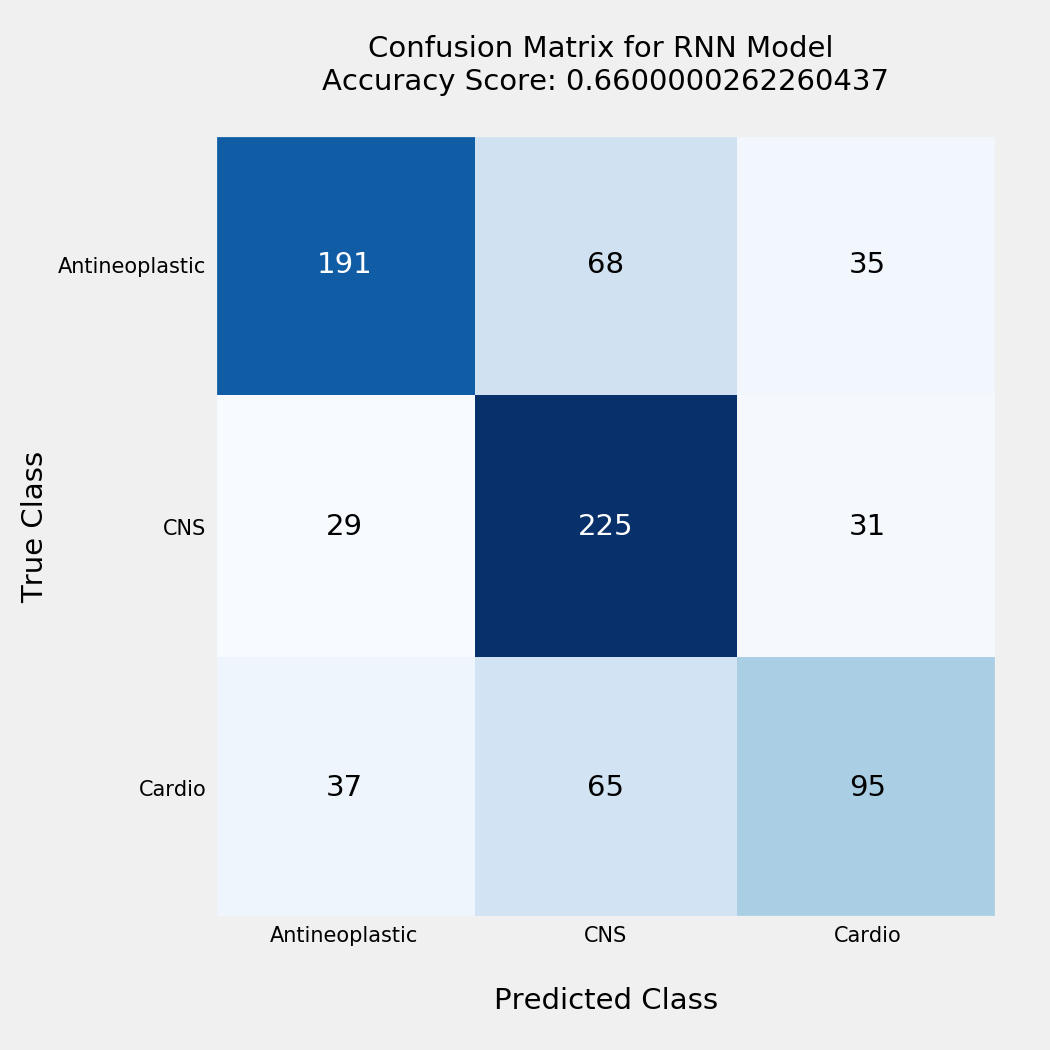 Confusion Matrix for RNN Model
Accuracy Score: 0.6600000262260437
True Class
Antineoplastic 191 68 35
CNS 29 225 31
Cardio 37 65 95
Antineoplastic CNS Cardio
Predicted Class